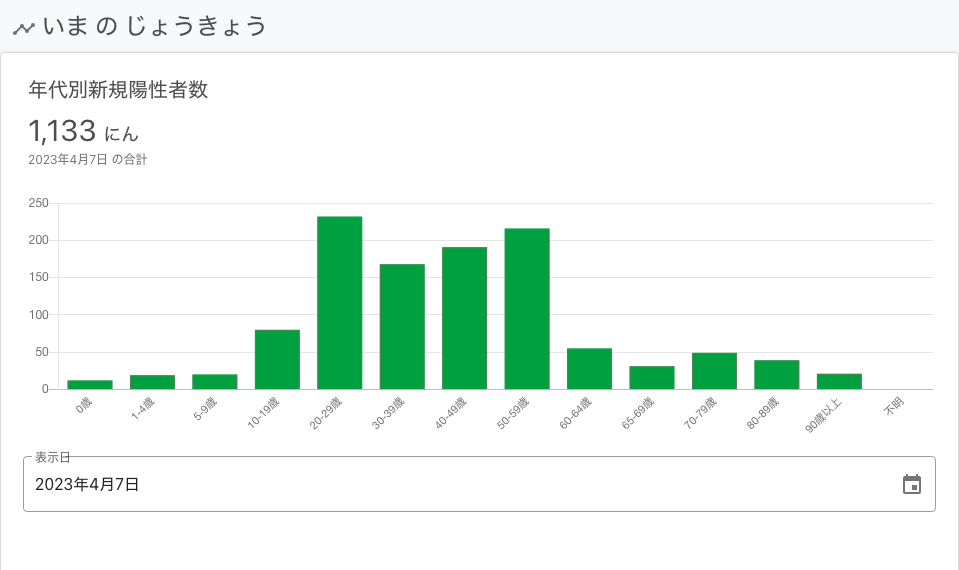 いま の じょうきょう
年代別新規陽性者数
1,133 にん
2023年4月7日 の合計
250
200
150
100
50
0
0歳
1-4歳
5-9歳
10-19歳
20-29歳
30-39歳
40-49歳
50-59歳
60-64歳
65-69歳
70-79歳
80-89歳
90歳以上
不明
表示日
2023年4月7日